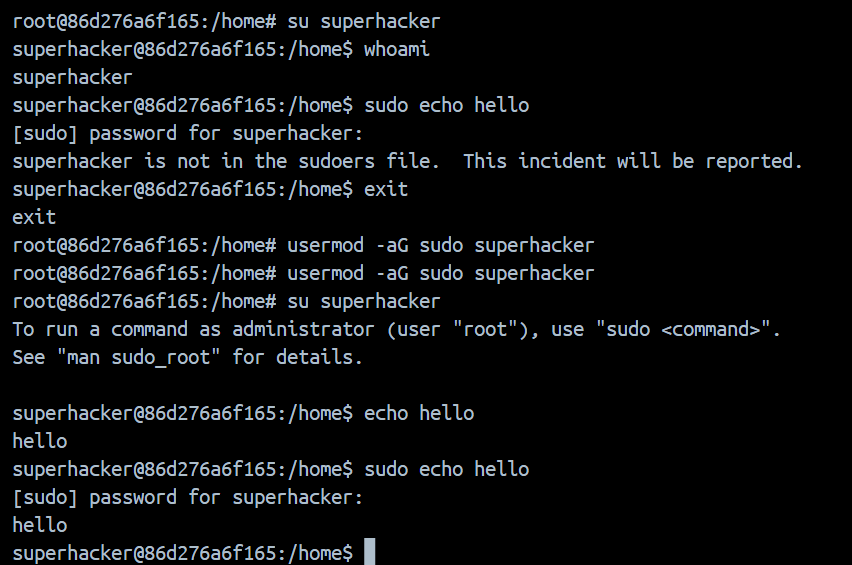 root@86d276a6f165:/home# su superhacker
superhacker@86d276a6f165:/home$ whoami
superhacker
superhacker@86d276a6f165:/home$ sudo echo hello
[sudo] password for superhacker:
superhacker is not in the sudoers file.  This incident will be reported.
superhacker@86d276a6f165:/home$ exit
exit
root@86d276a6f165:/home# usermod -aG sudo superhacker
root@86d276a6f165:/home# usermod -aG sudo superhacker
root@86d276a6f165:/home# su superhacker
To run a command as administrator (user "root"), use "sudo <command>".
See "man sudo_root" for details.

superhacker@86d276a6f165:/home$ echo hello
hello
superhacker@86d276a6f165:/home$ sudo echo hello
[sudo] password for superhacker:
hello
superhacker@86d276a6f165:/home$